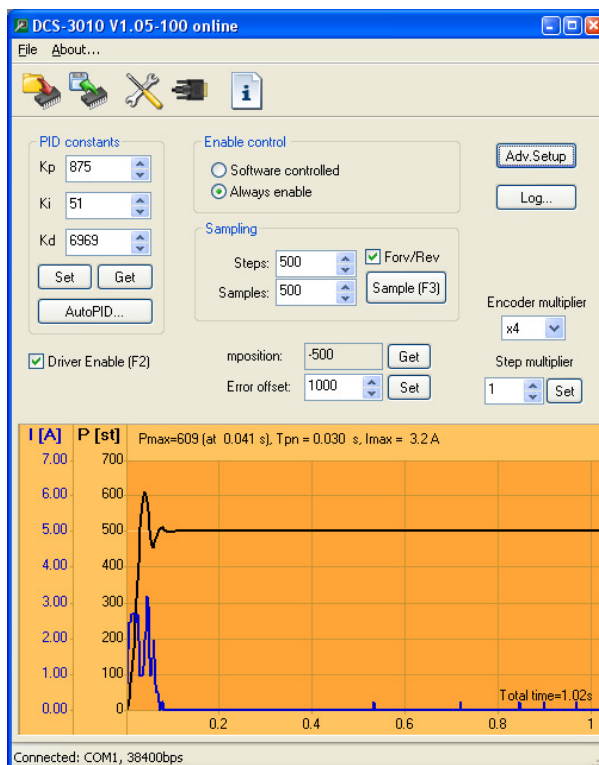 DCS-3010 V1.05-100 online
File About...
PID constants
Kp 875
Ki 51
Kd 6969
Set Get
AutoPID...
Enable control
Software controlled
Always enable
Adv.Setup
Log...
Sampling
Steps: 500
Forv/Rev
Samples: 500
Sample (F3)
Encoder multiplier
x4
Driver Enable (F2)
mposition: -500 Get
Error offset: 1000 Set
Step multiplier
1 Set
I [A] P [st] Pmax=609 (at 0.041 s), Tpn = 0.030 s, Imax = 3.2 A
7.00 700
6.00 600
5.00 500
4.00 400
3.00 300
2.00 200
1.00 100
0.00 0
Total time=1.02s
0.2 0.4 0.6 0.8 1
Connected: COM1, 38400bps